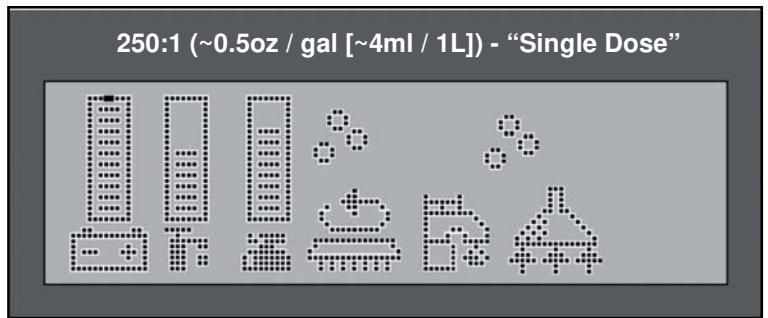 250:1 (~0.5oz / gal [~4ml / 1L]) - “Single Dose”